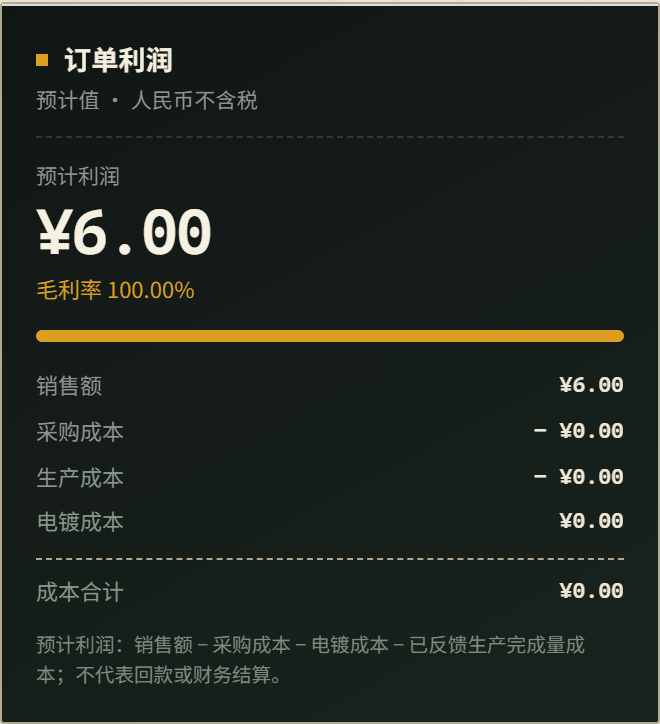 订单利润
预计值 · 人民币不含税
预计利润
¥6.00
毛利率 100.00%
销售额 ¥6.00
采购成本 − ¥0.00
生产成本 − ¥0.00
电镀成本 ¥0.00
成本合计 ¥0.00
预计利润：销售额 − 采购成本 − 电镀成本 − 已反馈生产完成量成
本；不代表回款或财务结算。